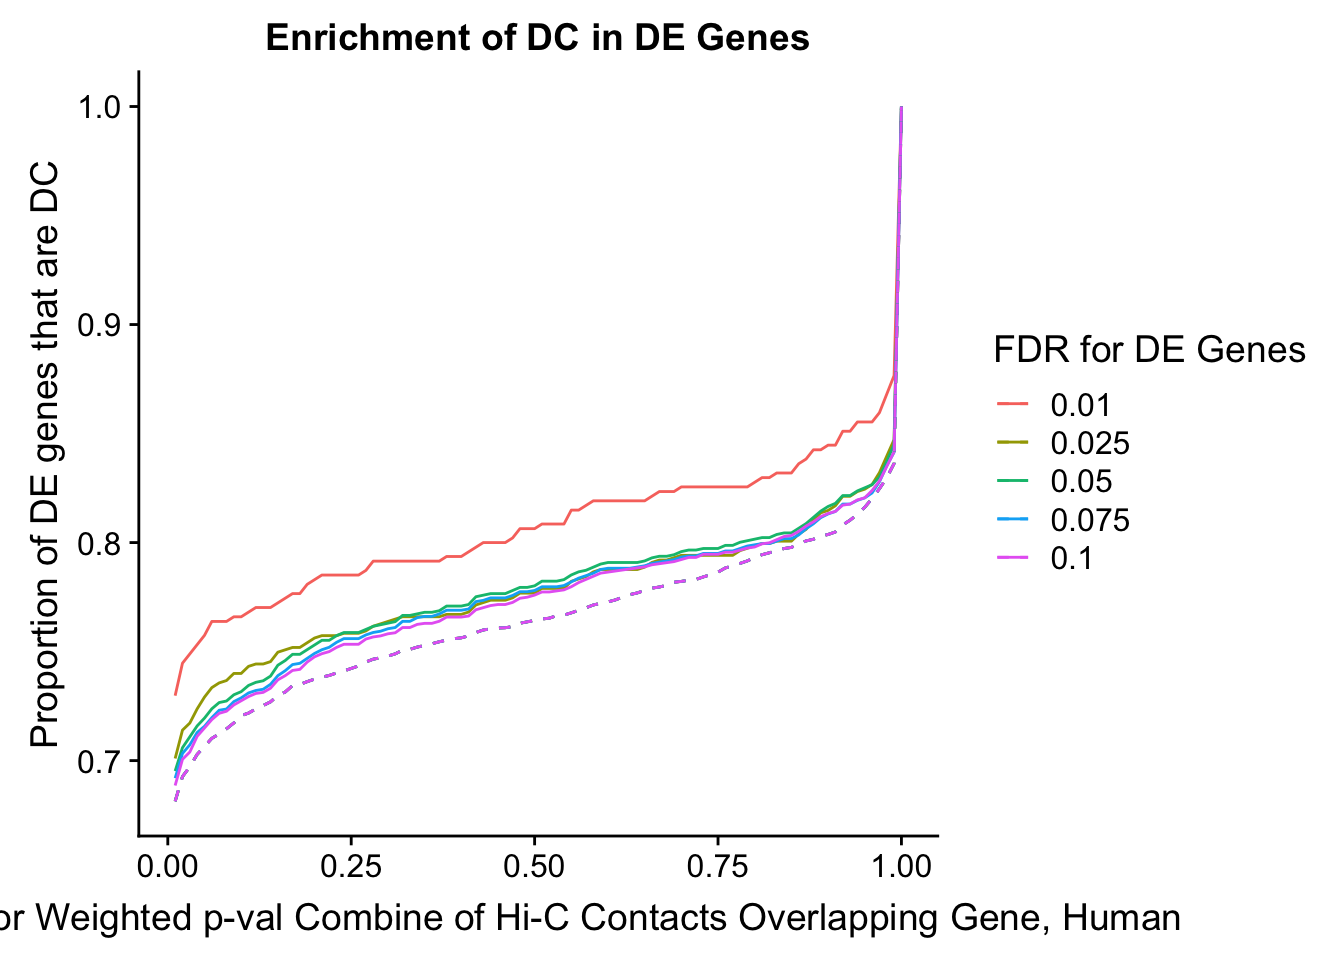 Enrichment of DC in DE Genes
Proportion of DE genes that are DC
1.0
0.9
0.8
0.7
0.00 0.25 0.50 0.75 1.00
Weighted p-val Combine of Hi-C Contacts Overlapping Gene, Human
FDR for DE Genes
0.01
0.025
0.05
0.075
0.1